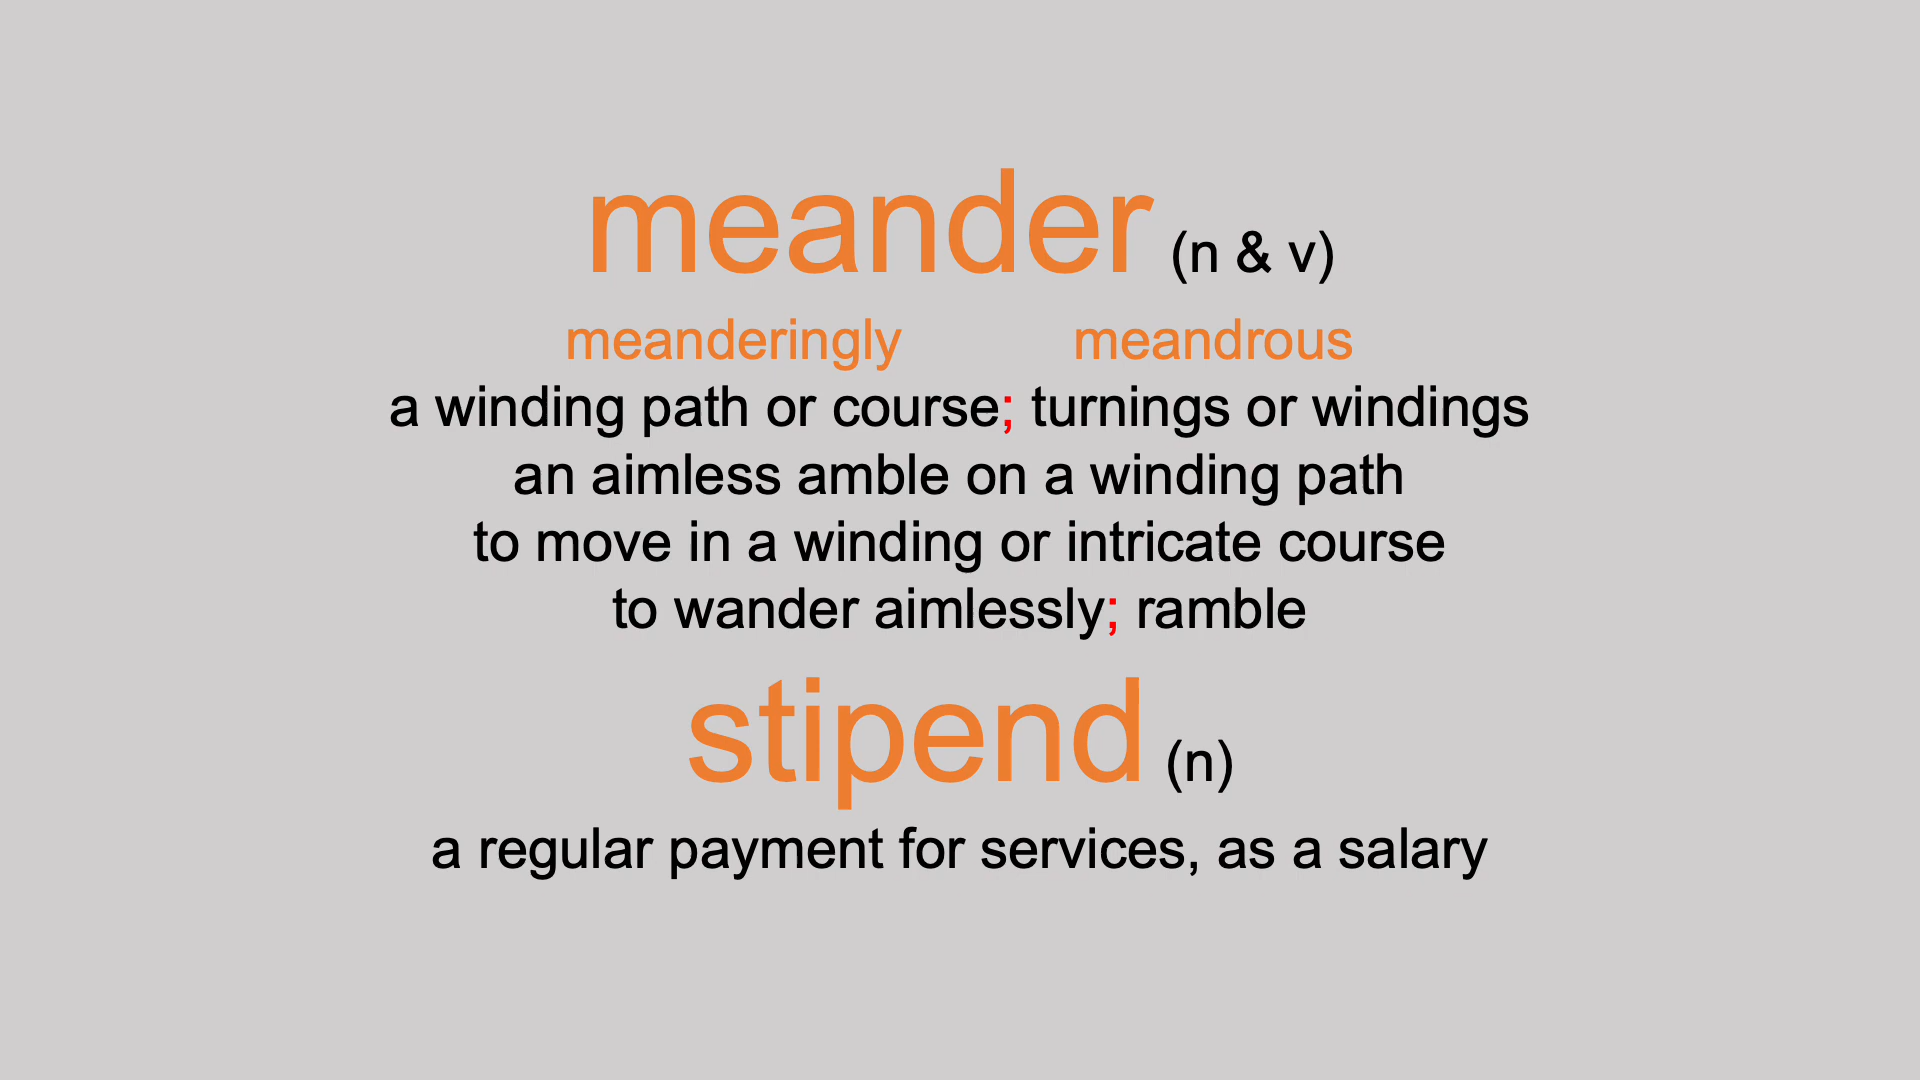 meander (n & v)
meanderingly meandrous
a winding path or course; turnings or windings
an aimless amble on a winding path
to move in a winding or intricate course
to wander aimlessly; ramble
stipend (n)
a regular payment for services, as a salary